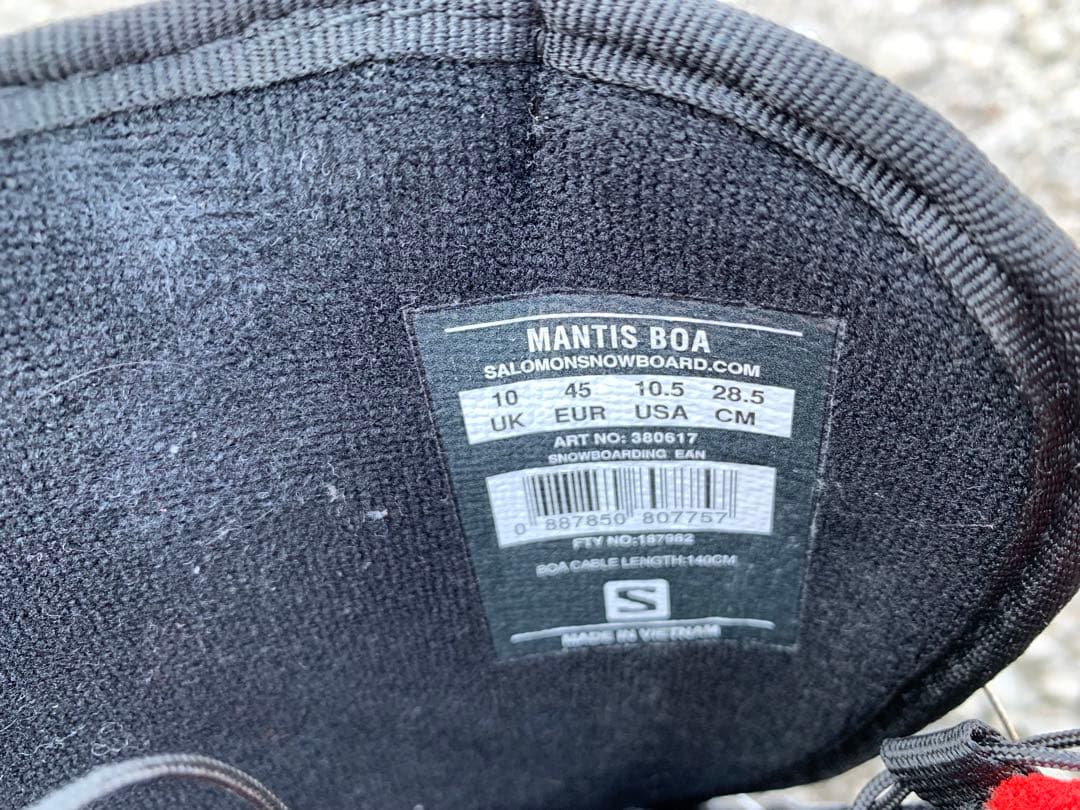 MANTIS BOA
SALOMONSNOWBOARD.COM
10 45 10.5 28.5
UK EUR USA CM
ART NO: 380617
SNOWBOARDING EAN
0 887850 807757
FTY NO:187982
BOA CABLE LENGTH:140CM
S
MADE IN VIETNAM